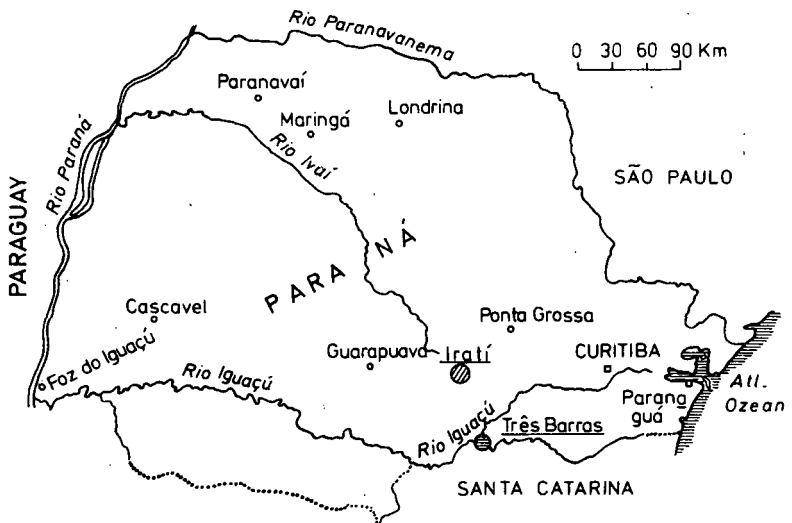 Rio Paranavanema
0 30 60 90 Km
Paranavaí
Londrina
Maringá
Rio Paraná
Rio Ivaí
SÃO PAULO
PARAGUAY
PARANÁ
Cascavel
Ponta Grossa
Guarapuava
Iratí
CURITIBA
Foz do Iguaçú
Rio Iguaçú
Atl.
Ozean
Parana
guá
Rio Iguaçú
Três Barras
SANTA CATARINA